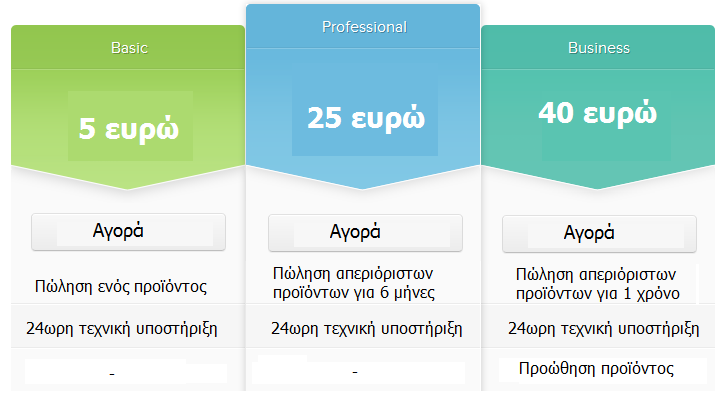 Basic
5 ευρώ
Αγορά
Πώληση ενός προϊόντος
24ωρη τεχνική υποστήριξη
-
Professional
25 ευρώ
Αγορά
Πώληση απεριόριστων
προϊόντων για 6 μήνες
24ωρη τεχνική υποστήριξη
-
Business
40 ευρώ
Αγορά
Πώληση απεριόριστων
προϊόντων για 1 χρόνο
24ωρη τεχνική υποστήριξη
Προώθηση προϊόντος